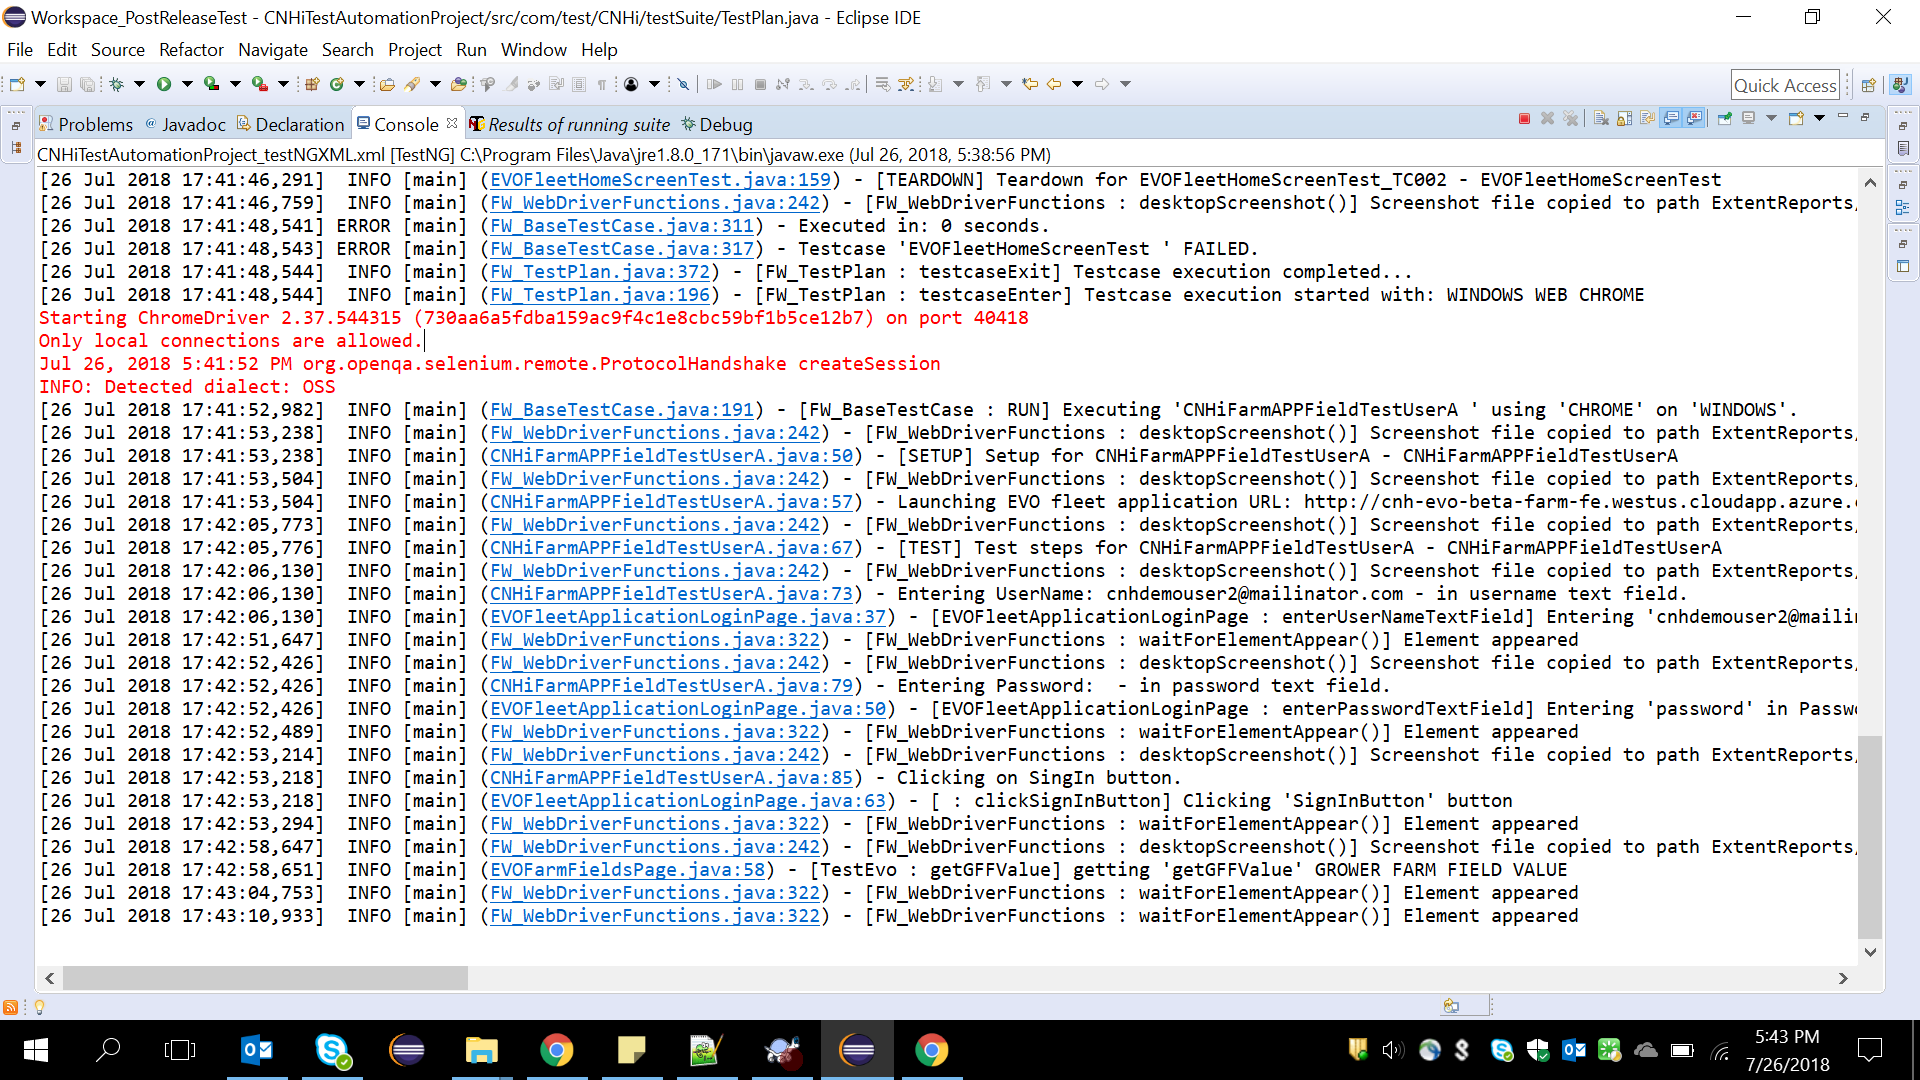 Workspace_PostReleaseTest - CNHiTestAutomationProject/src/com/test/CNHi/testSuite/TestPlan.java - Eclipse IDE
File Edit Source Refactor Navigate Search Project Run Window Help
Quick Access
Problems @ Javadoc Declaration Console Results of running suite Debug
CNHiTestAutomationProject_testNGXML.xml [TestNG] C:\Program Files\Java\jre1.8.0_171\bin\javaw.exe (Jul 26, 2018, 5:38:56 PM)
[26 Jul 2018 17:41:46,291]  INFO [main] (EVOFleetHomeScreenTest.java:159) - [TEARDOWN] Teardown for EVOFleetHomeScreenTest_TC002 - EVOFleetHomeScreenTest
[26 Jul 2018 17:41:46,759]  INFO [main] (FW_WebDriverFunctions.java:242) - [FW_WebDriverFunctions : desktopScreenshot()] Screenshot file copied to path ExtentReports/
[26 Jul 2018 17:41:48,541] ERROR [main] (FW_BaseTestCase.java:311) - Executed in: 0 seconds.
[26 Jul 2018 17:41:48,543] ERROR [main] (FW_BaseTestCase.java:317) - Testcase 'EVOFleetHomeScreenTest ' FAILED.
[26 Jul 2018 17:41:48,544]  INFO [main] (FW_TestPlan.java:372) - [FW_TestPlan : testcaseExit] Testcase execution completed...
[26 Jul 2018 17:41:48,544]  INFO [main] (FW_TestPlan.java:196) - [FW_TestPlan : testcaseEnter] Testcase execution started with: WINDOWS WEB CHROME
Starting ChromeDriver 2.37.544315 (730aa6a5fdba159ac9f4c1e8cbc59bf1b5ce12b7) on port 40418
Only local connections are allowed.
Jul 26, 2018 5:41:52 PM org.openqa.selenium.remote.ProtocolHandshake createSession
INFO: Detected dialect: OSS
[26 Jul 2018 17:41:52,982]  INFO [main] (FW_BaseTestCase.java:191) - [FW_BaseTestCase : RUN] Executing 'CNHiFarmAPPFieldTestUserA ' using 'CHROME' on 'WINDOWS'.
[26 Jul 2018 17:41:53,238]  INFO [main] (FW_WebDriverFunctions.java:242) - [FW_WebDriverFunctions : desktopScreenshot()] Screenshot file copied to path ExtentReports/
[26 Jul 2018 17:41:53,238]  INFO [main] (CNHiFarmAPPFieldTestUserA.java:50) - [SETUP] Setup for CNHiFarmAPPFieldTestUserA - CNHiFarmAPPFieldTestUserA
[26 Jul 2018 17:41:53,504]  INFO [main] (FW_WebDriverFunctions.java:242) - [FW_WebDriverFunctions : desktopScreenshot()] Screenshot file copied to path ExtentReports/
[26 Jul 2018 17:41:53,504]  INFO [main] (CNHiFarmAPPFieldTestUserA.java:57) - Launching EVO fleet application URL: http://cnh-evo-beta-farm-fe.westus.cloudapp.azure.
[26 Jul 2018 17:42:05,773]  INFO [main] (FW_WebDriverFunctions.java:242) - [FW_WebDriverFunctions : desktopScreenshot()] Screenshot file copied to path ExtentReports/
[26 Jul 2018 17:42:05,776]  INFO [main] (CNHiFarmAPPFieldTestUserA.java:67) - [TEST] Test steps for CNHiFarmAPPFieldTestUserA - CNHiFarmAPPFieldTestUserA
[26 Jul 2018 17:42:06,130]  INFO [main] (FW_WebDriverFunctions.java:242) - [FW_WebDriverFunctions : desktopScreenshot()] Screenshot file copied to path ExtentReports/
[26 Jul 2018 17:42:06,130]  INFO [main] (CNHiFarmAPPFieldTestUserA.java:73) - Entering UserName: cnhdemouser2@mailinator.com - in username text field.
[26 Jul 2018 17:42:06,130]  INFO [main] (EVOFleetApplicationLoginPage.java:37) - [EVOFleetApplicationLoginPage : enterUserNameTextField] Entering 'cnhdemouser2@mailin
[26 Jul 2018 17:42:51,647]  INFO [main] (FW_WebDriverFunctions.java:322) - [FW_WebDriverFunctions : waitForElementAppear()] Element appeared
[26 Jul 2018 17:42:52,426]  INFO [main] (FW_WebDriverFunctions.java:242) - [FW_WebDriverFunctions : desktopScreenshot()] Screenshot file copied to path ExtentReports/
[26 Jul 2018 17:42:52,426]  INFO [main] (CNHiFarmAPPFieldTestUserA.java:79) - Entering Password:  - in password text field.
[26 Jul 2018 17:42:52,426]  INFO [main] (EVOFleetApplicationLoginPage.java:50) - [EVOFleetApplicationLoginPage : enterPasswordTextField] Entering 'password' in Passw
[26 Jul 2018 17:42:52,489]  INFO [main] (FW_WebDriverFunctions.java:322) - [FW_WebDriverFunctions : waitForElementAppear()] Element appeared
[26 Jul 2018 17:42:53,214]  INFO [main] (FW_WebDriverFunctions.java:242) - [FW_WebDriverFunctions : desktopScreenshot()] Screenshot file copied to path ExtentReports/
[26 Jul 2018 17:42:53,218]  INFO [main] (CNHiFarmAPPFieldTestUserA.java:85) - Clicking on SingIn button.
[26 Jul 2018 17:42:53,218]  INFO [main] (EVOFleetApplicationLoginPage.java:63) - [ : clickSignInButton] Clicking 'SignInButton' button
[26 Jul 2018 17:42:53,294]  INFO [main] (FW_WebDriverFunctions.java:322) - [FW_WebDriverFunctions : waitForElementAppear()] Element appeared
[26 Jul 2018 17:42:58,647]  INFO [main] (FW_WebDriverFunctions.java:242) - [FW_WebDriverFunctions : desktopScreenshot()] Screenshot file copied to path ExtentReports/
[26 Jul 2018 17:42:58,651]  INFO [main] (EVOFarmFieldsPage.java:58) - [TestEvo : getGFFValue] getting 'getGFFValue' GROWER FARM FIELD VALUE
[26 Jul 2018 17:43:04,753]  INFO [main] (FW_WebDriverFunctions.java:322) - [FW_WebDriverFunctions : waitForElementAppear()] Element appeared
[26 Jul 2018 17:43:10,933]  INFO [main] (FW_WebDriverFunctions.java:322) - [FW_WebDriverFunctions : waitForElementAppear()] Element appeared
5:43 PM
7/26/2018